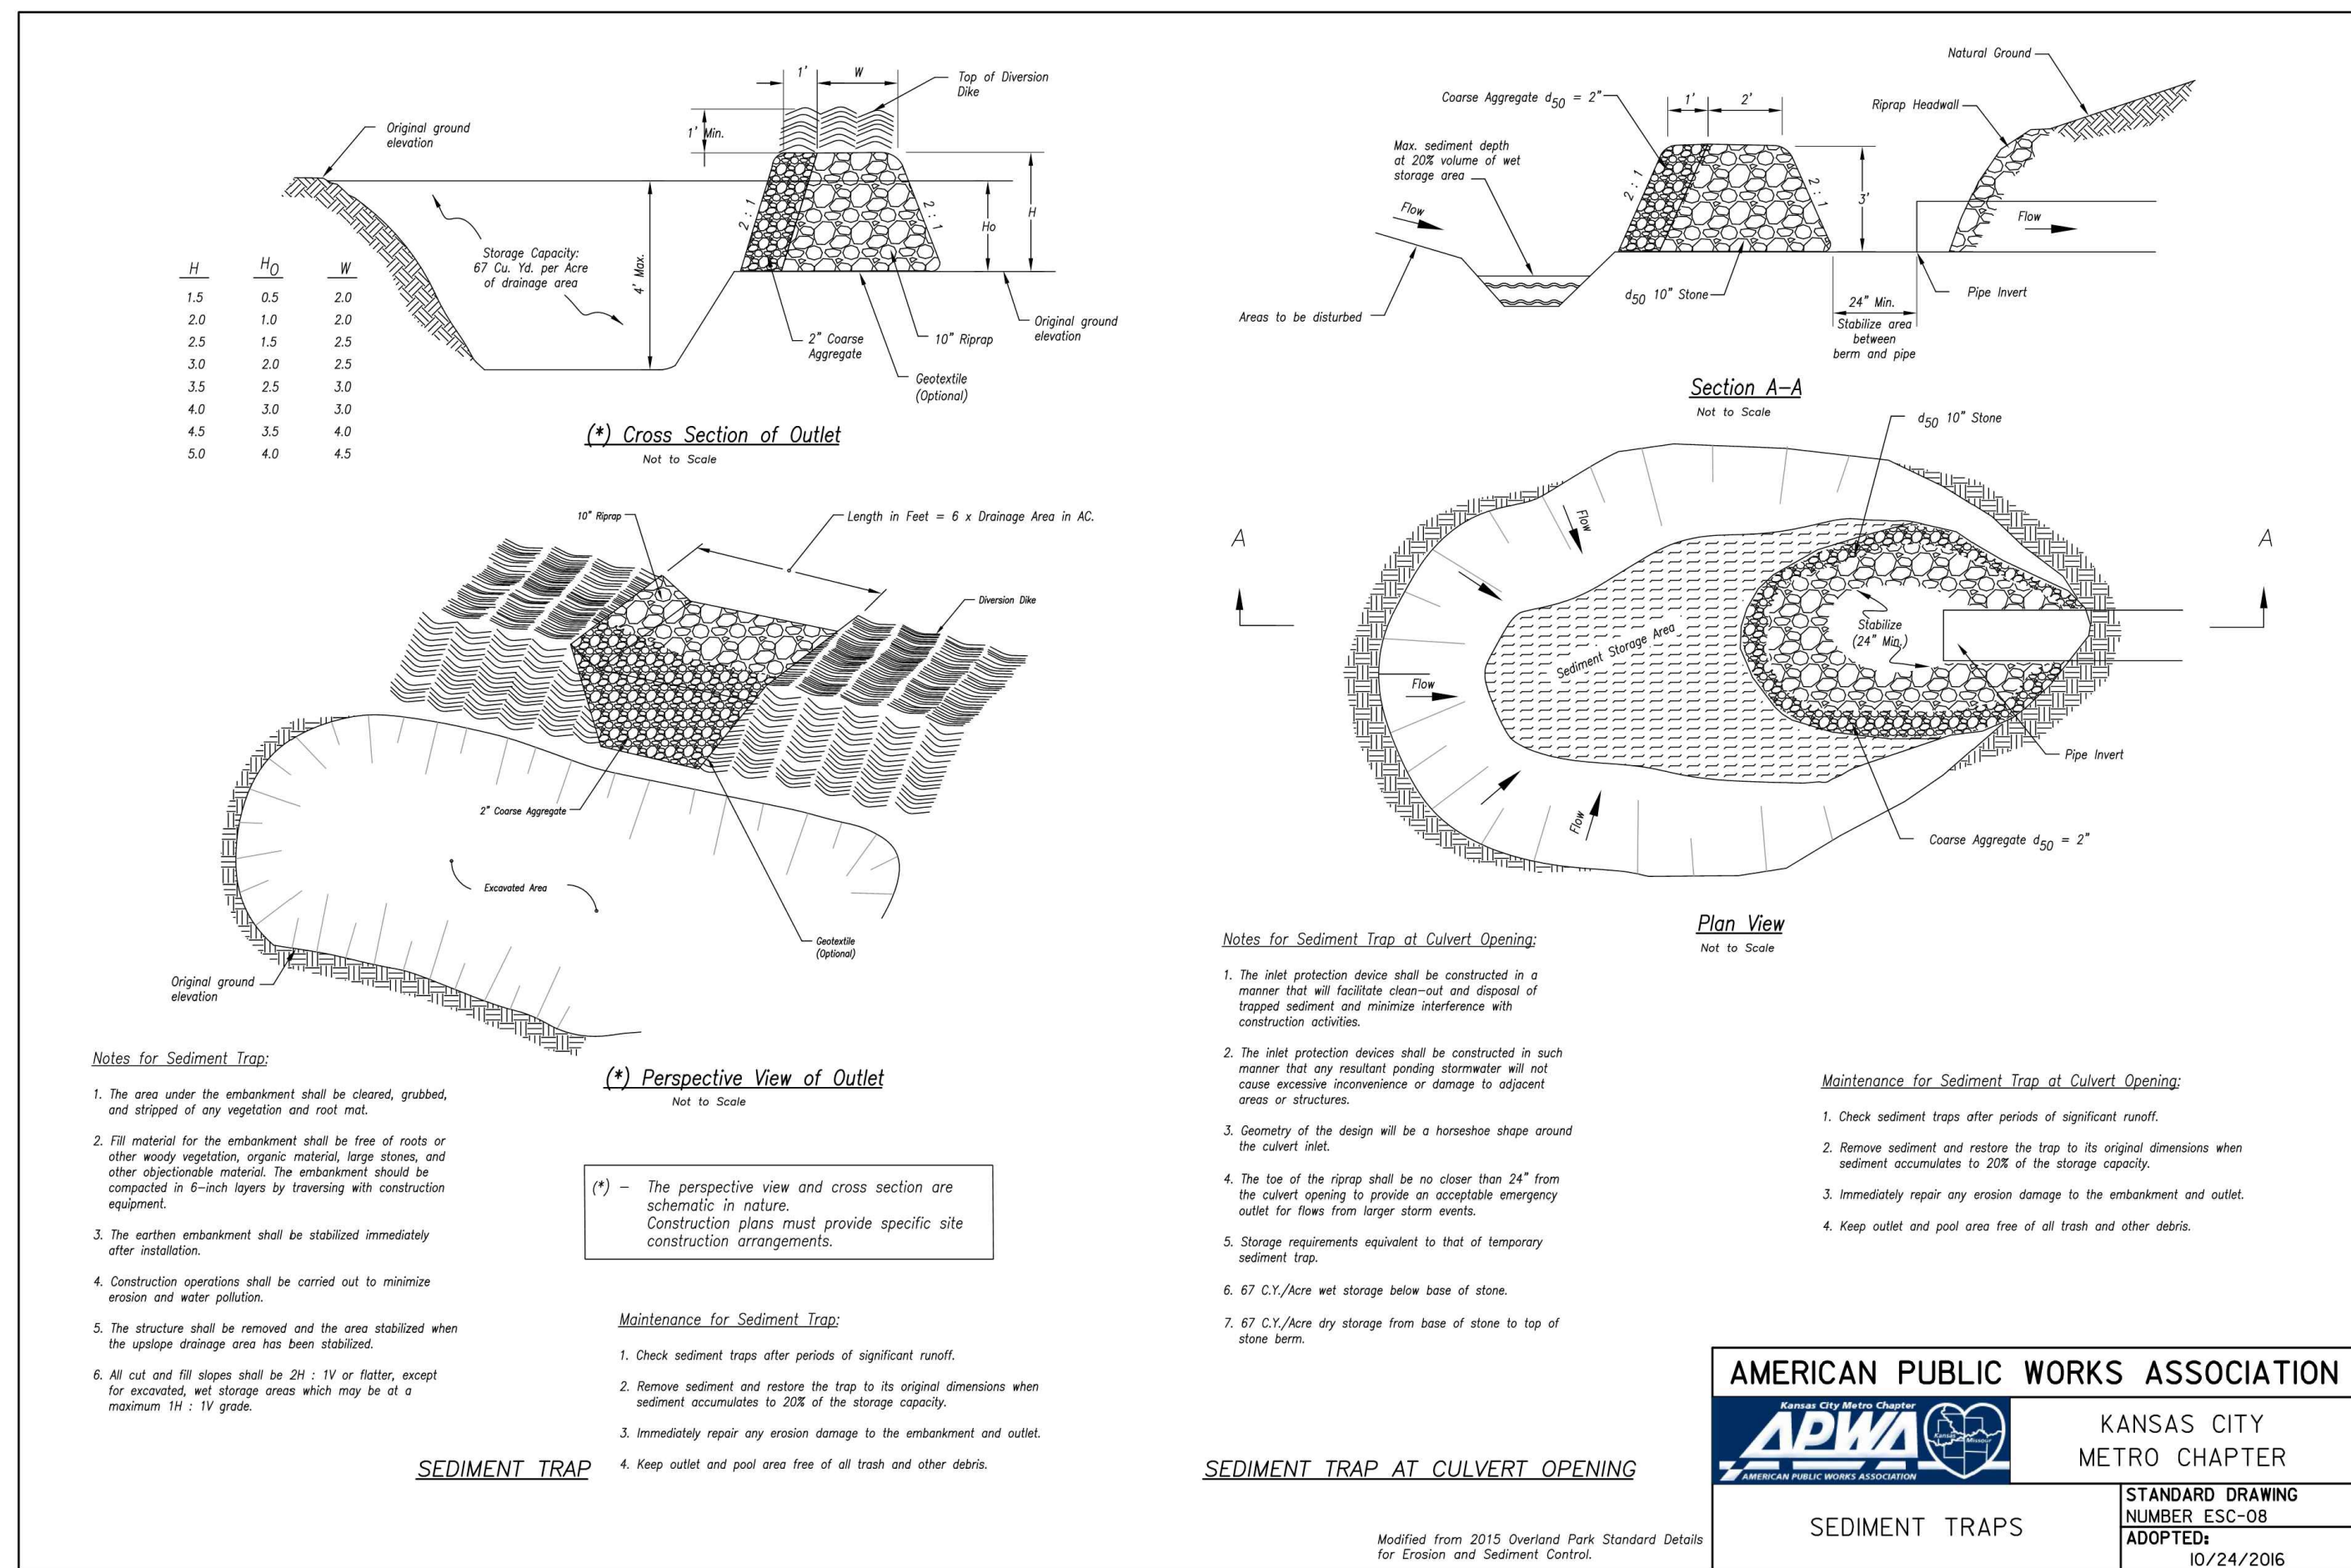 1'
W
Top of Diversion
Dike
1' Min.
Original ground
elevation
2 : 1
2 : 1
Ho
H
4' Max.
Storage Capacity:
67 Cu. Yd. per Acre
of drainage area
2" Coarse
Aggregate
10" Riprap
Original ground
elevation
Geotextile
(Optional)
H H0 W
1.5 0.5 2.0
2.0 1.0 2.0
2.5 1.5 2.5
3.0 2.0 2.5
3.5 2.5 3.0
4.0 3.0 3.0
4.5 3.5 4.0
5.0 4.0 4.5
(*) Cross Section of Outlet
Not to Scale
10" Riprap
Length in Feet = 6 x Drainage Area in AC.
Diversion Dike
2" Coarse Aggregate
Excavated Area
Geotextile
(Optional)
Original ground
elevation
(*) Perspective View of Outlet
Not to Scale
Notes for Sediment Trap:
1. The area under the embankment shall be cleared, grubbed,
and stripped of any vegetation and root mat.
2. Fill material for the embankment shall be free of roots or
other woody vegetation, organic material, large stones, and
other objectionable material. The embankment should be
compacted in 6-inch layers by traversing with construction
equipment.
3. The earthen embankment shall be stabilized immediately
after installation.
4. Construction operations shall be carried out to minimize
erosion and water pollution.
5. The structure shall be removed and the area stabilized when
the upslope drainage area has been stabilized.
6. All cut and fill slopes shall be 2H : 1V or flatter, except
for excavated, wet storage areas which may be at a
maximum 1H : 1V grade.
(*) - The perspective view and cross section are
schematic in nature.
Construction plans must provide specific site
construction arrangements.
Maintenance for Sediment Trap:
1. Check sediment traps after periods of significant runoff.
2. Remove sediment and restore the trap to its original dimensions when
sediment accumulates to 20% of the storage capacity.
3. Immediately repair any erosion damage to the embankment and outlet.
4. Keep outlet and pool area free of all trash and other debris.
SEDIMENT TRAP
Natural Ground
Coarse Aggregate d50 = 2"
1'
2'
Riprap Headwall
Max. sediment depth
at 20% volume of wet
storage area
2 : 1
2 : 1
3'
Flow
Flow
Areas to be disturbed
d50 10" Stone
24" Min.
Stabilize area
between
berm and pipe
Pipe Invert
Section A-A
Not to Scale
d50 10" Stone
A
A
Flow
Flow
Flow
Sediment Storage Area
Stabilize
(24" Min.)
Pipe Invert
Coarse Aggregate d50 = 2"
Plan View
Not to Scale
Notes for Sediment Trap at Culvert Opening:
1. The inlet protection device shall be constructed in a
manner that will facilitate clean-out and disposal of
trapped sediment and minimize interference with
construction activities.
2. The inlet protection devices shall be constructed in such
manner that any resultant ponding stormwater will not
cause excessive inconvenience or damage to adjacent
areas or structures.
3. Geometry of the design will be a horseshoe shape around
the culvert inlet.
4. The toe of the riprap shall be no closer than 24" from
the culvert opening to provide an acceptable emergency
outlet for flows from larger storm events.
5. Storage requirements equivalent to that of temporary
sediment trap.
6. 67 C.Y./Acre wet storage below base of stone.
7. 67 C.Y./Acre dry storage from base of stone to top of
stone berm.
Maintenance for Sediment Trap at Culvert Opening:
1. Check sediment traps after periods of significant runoff.
2. Remove sediment and restore the trap to its original dimensions when
sediment accumulates to 20% of the storage capacity.
3. Immediately repair any erosion damage to the embankment and outlet.
4. Keep outlet and pool area free of all trash and other debris.
SEDIMENT TRAP AT CULVERT OPENING
Modified from 2015 Overland Park Standard Details
for Erosion and Sediment Control.
AMERICAN PUBLIC WORKS ASSOCIATION
Kansas City Metro Chapter
APWA
Kansas
Missouri
AMERICAN PUBLIC WORKS ASSOCIATION
KANSAS CITY
METRO CHAPTER
SEDIMENT TRAPS
STANDARD DRAWING
NUMBER ESC-08
ADOPTED:
10/24/2016